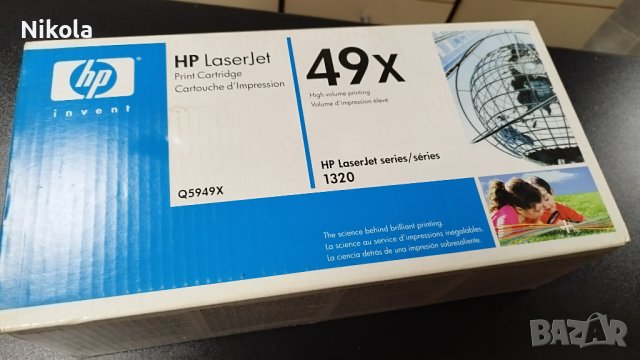 Nikola
hp
invent
HP LaserJet
Print Cartridge
Cartouche d'Impression
Q5949X
49X
High volume printing
Volume d'impression élevé
HP LaserJet series/séries
1320
The science behind brilliant printing.
La science au service d'impressions inégalables.
La ciencia detrás de una impresión sobresaliente.
BAZAR
.bg